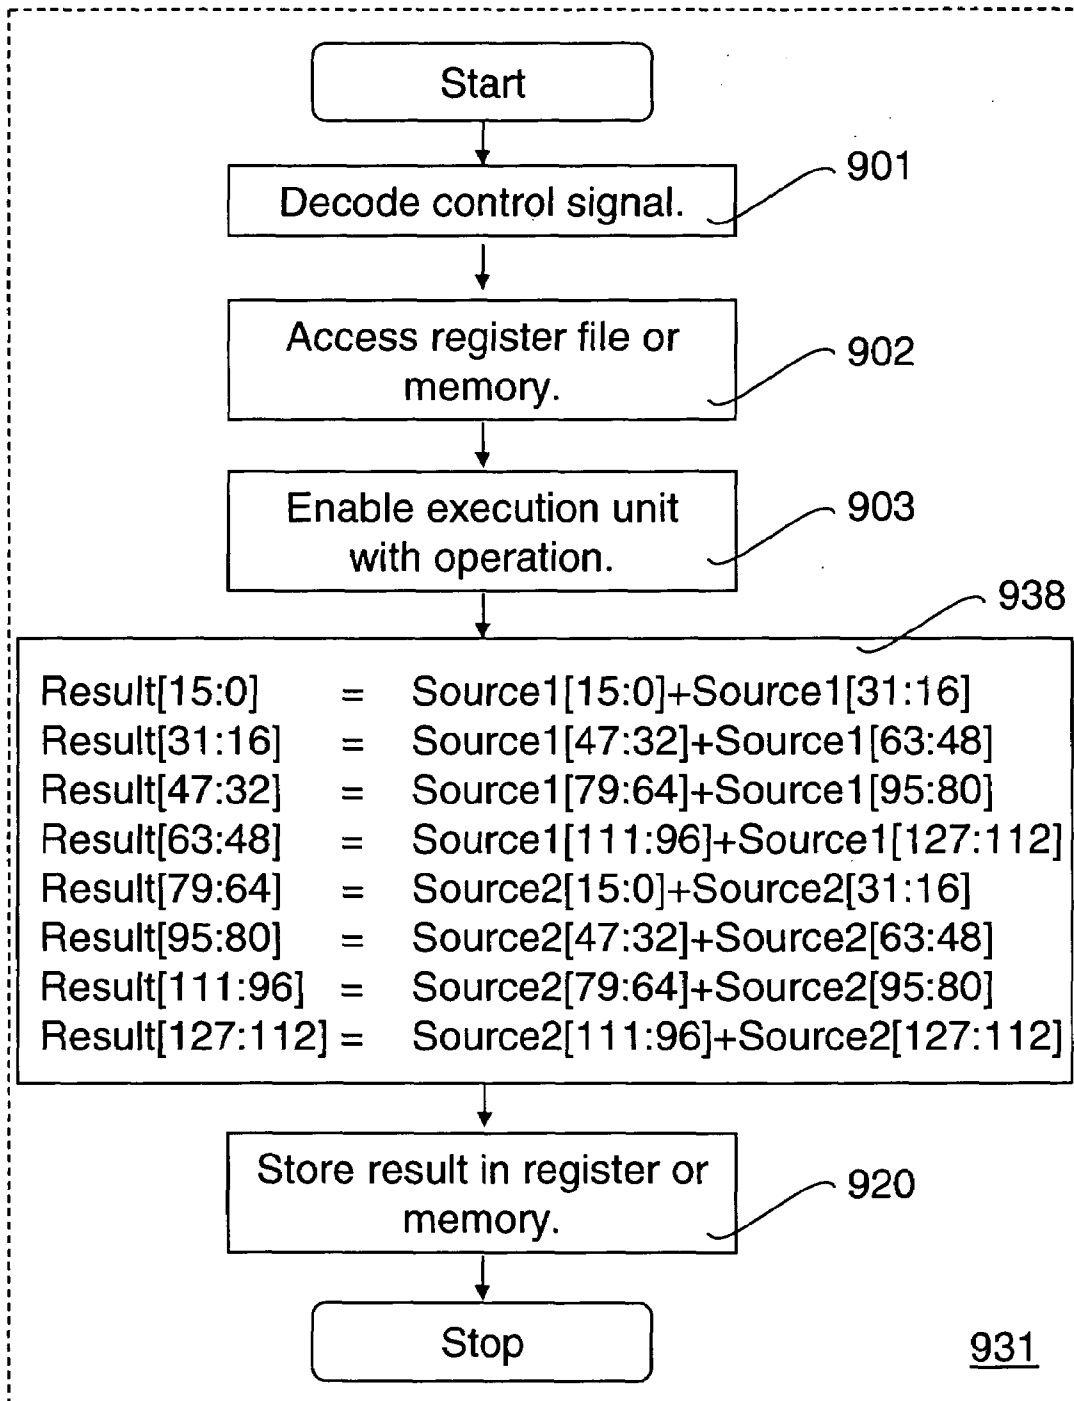 Start
Decode control signal.
901
Access register file or
memory.
902
Enable execution unit
with operation.
903
938
Result[15:0] = Source1[15:0]+Source1[31:16]
Result[31:16] = Source1[47:32]+Source1[63:48]
Result[47:32] = Source1[79:64]+Source1[95:80]
Result[63:48] = Source1[111:96]+Source1[127:112]
Result[79:64] = Source2[15:0]+Source2[31:16]
Result[95:80] = Source2[47:32]+Source2[63:48]
Result[111:96] = Source2[79:64]+Source2[95:80]
Result[127:112] = Source2[111:96]+Source2[127:112]
Store result in register or
memory.
920
Stop
931